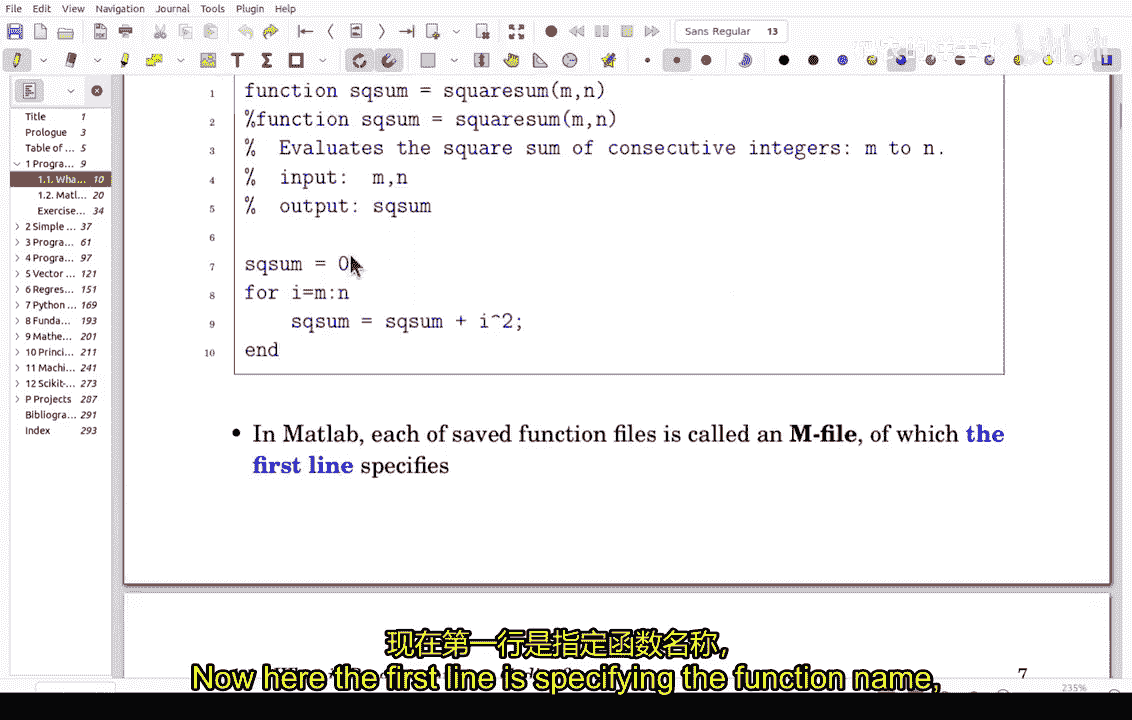 File Edit View Navigation Journal Tools Plugin Help
Sans Regular 13
Title 1
Prologue 3
Table of ... 5
1 Progra... 9
1.1. Wha... 10
1.2. Matl... 20
Exercise... 34
2 Simple ... 37
3 Progra... 61
4 Progra... 97
5 Vector ... 121
6 Regres... 151
7 Python ... 169
8 Funda... 193
9 Mathe... 201
10 Princi... 211
11 Machi... 241
12 Scikit-... 273
P Projects 287
Bibliogra... 291
Index 293
1 function sqsum = squaresum(m,n)
2 %function sqsum = squaresum(m,n)
3 % Evaluates the square sum of consecutive integers: m to n.
4 % input: m,n
5 % output: sqsum
6
7 sqsum = 0
8 for i=m:n
9 sqsum = sqsum + i^2;
10 end
• In Matlab, each of saved function files is called an M-file, of which the
first line specifies
现在第一行是指定函数名称,
Now here the first line is specifying the function name,
7
235%